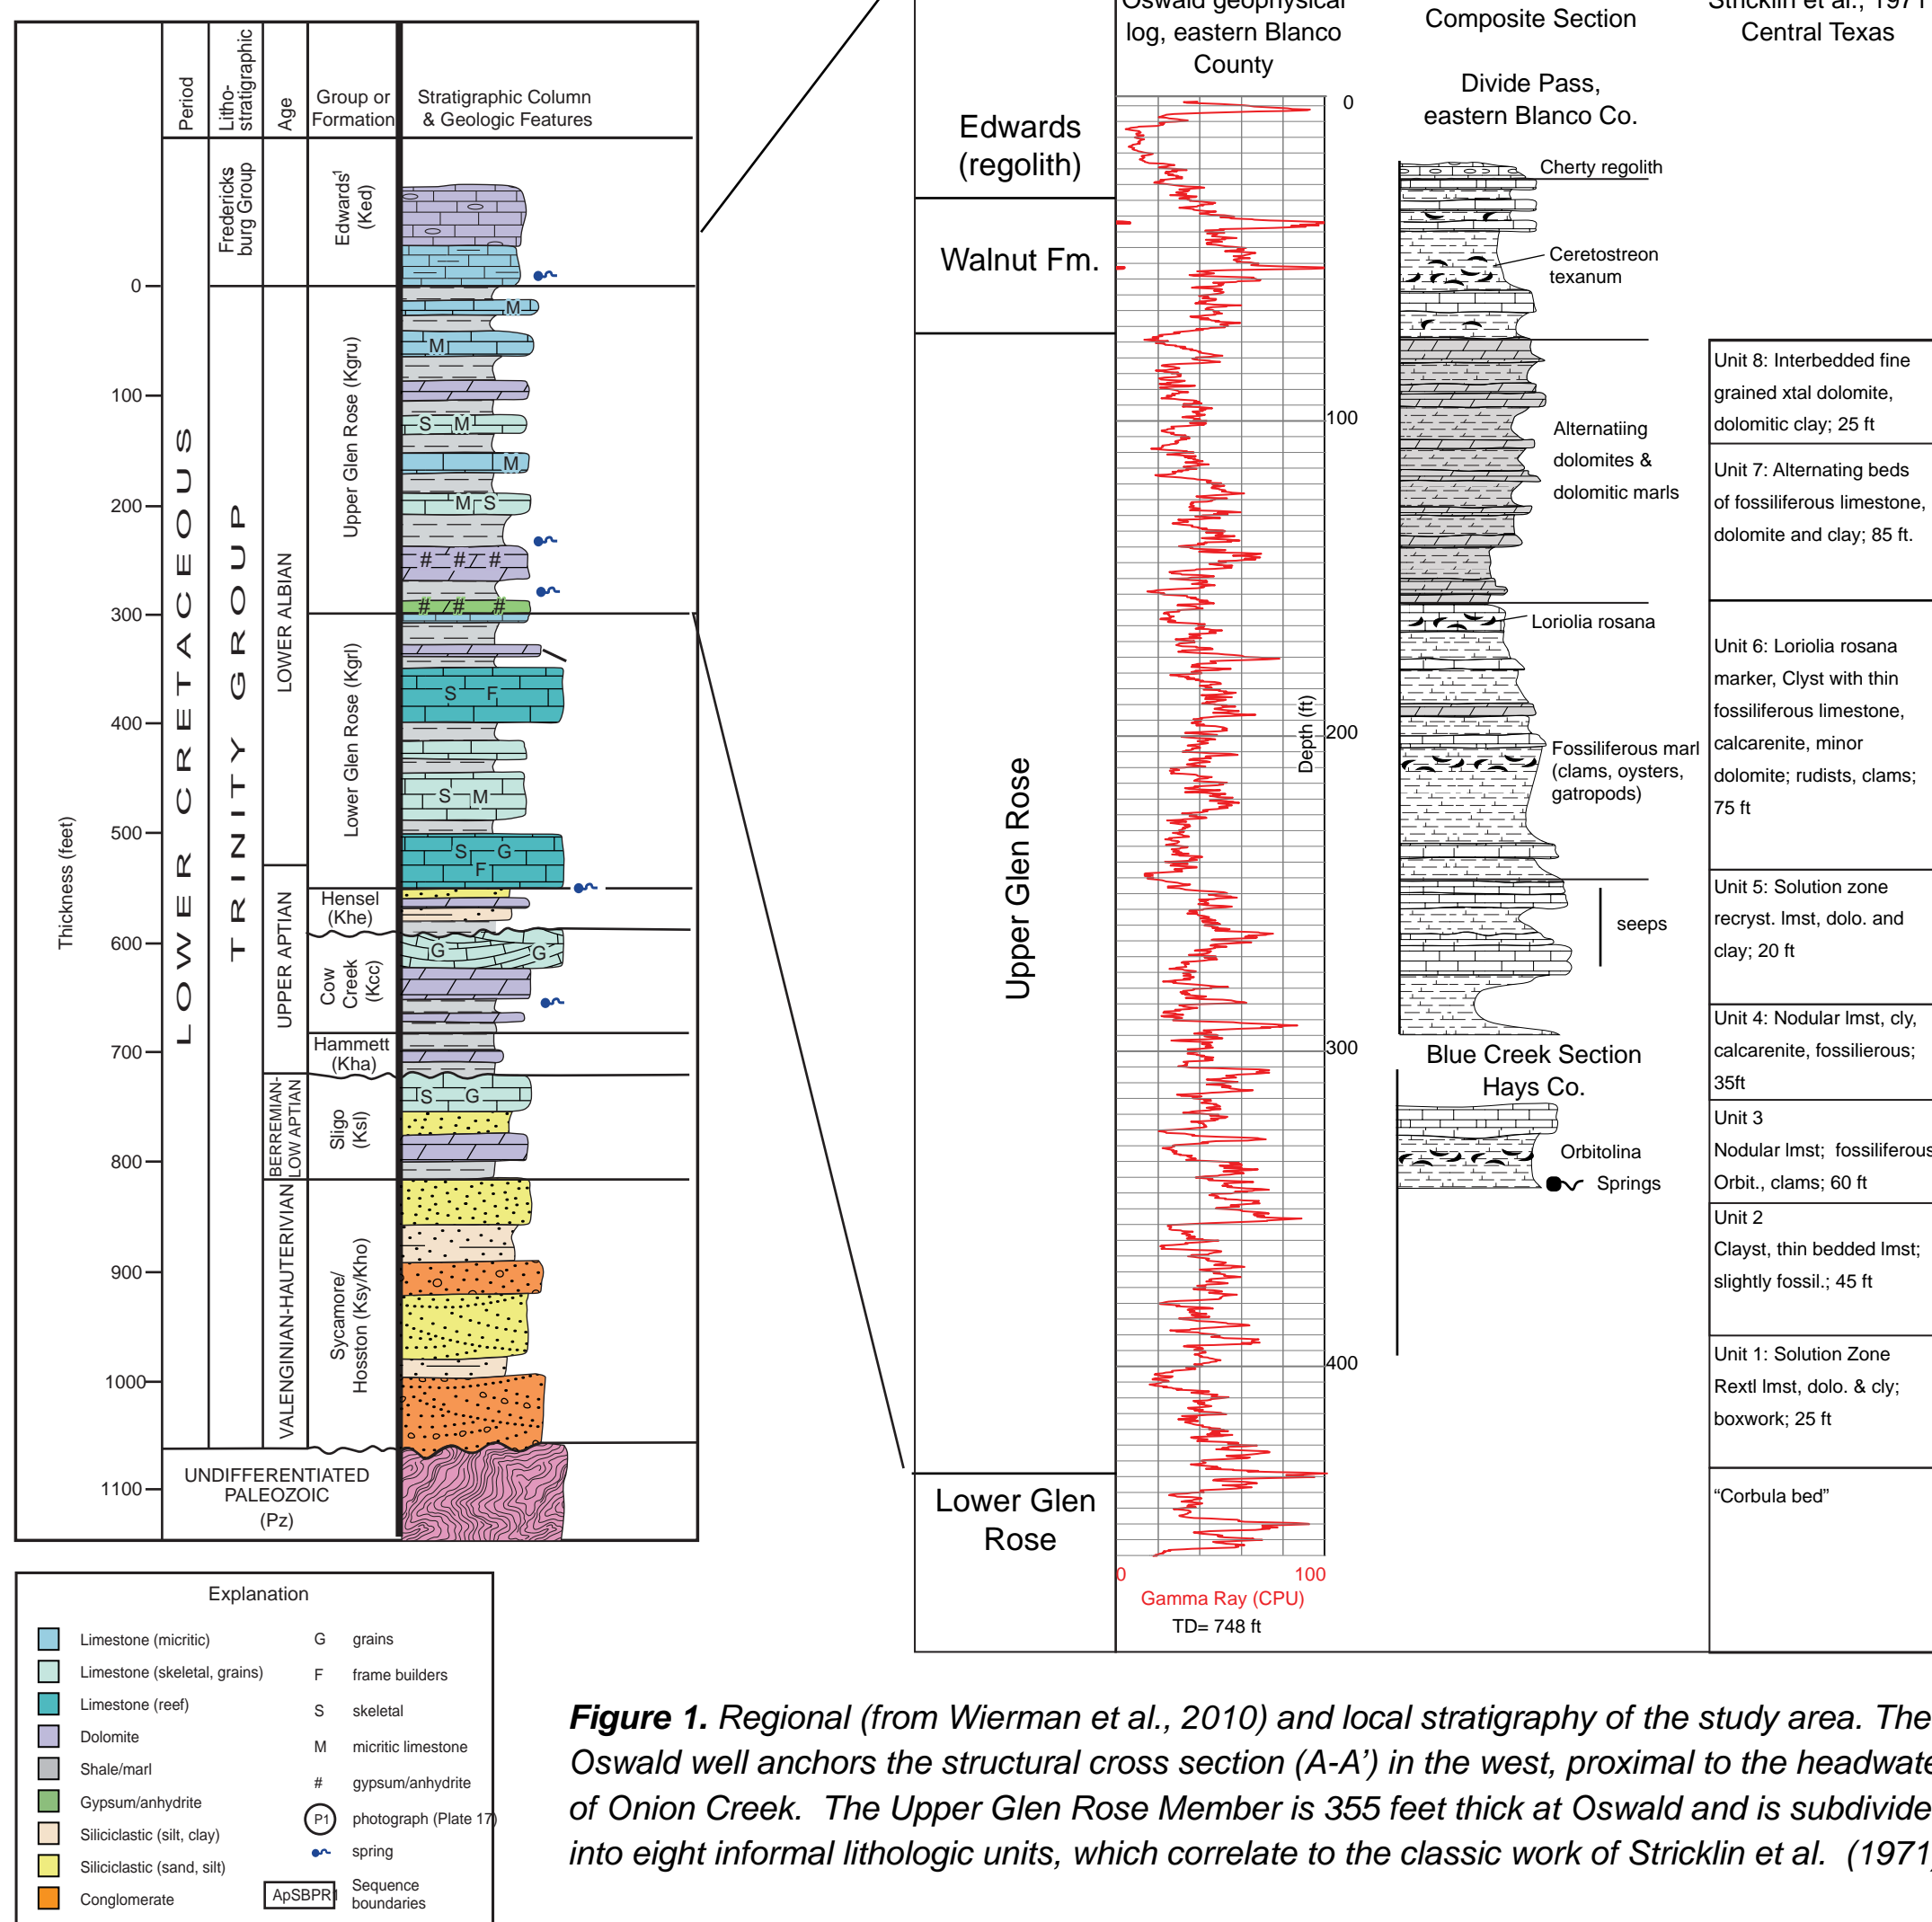 Period
Litho-
stratigraphic
Age
Group or
Formation
Stratigraphic Column
& Geologic Features
Fredericks
burg Group
Edwards¹
(Ked)
Thickness (feet)
0
100
200
300
400
500
600
700
800
900
1000
1100
LOWER CRETACEOUS
TRINITY GROUP
LOWER ALBIAN
UPPER APTIAN
BERREMIAN-
LOW APTIAN
VALENGINIAN-HAUTERIVIAN
Upper Glen Rose (Kgru)
Lower Glen Rose (Kgrl)
Hensel
(Khe)
Cow
Creek
(Kcc)
Hammett
(Kha)
Sligo
(Ksl)
Sycamore/
Hosston (Ksy/Kho)
UNDIFFERENTIATED
PALEOZOIC
(Pz)
M
M
S M
M
M S
# # #
# # #
S F
S M
S G
F
G G
S G
Explanation
Limestone (micritic)
Limestone (skeletal, grains)
Limestone (reef)
Dolomite
Shale/marl
Gypsum/anhydrite
Siliciclastic (silt, clay)
Siliciclastic (sand, silt)
Conglomerate
G grains
F frame builders
S skeletal
M micritic limestone
# gypsum/anhydrite
P1 photograph (Plate 17)
spring
ApSBPR1 Sequence
boundaries
Edwards
(regolith)
Walnut Fm.
Upper Glen Rose
Lower Glen
Rose
Oswald geophysical
log, eastern Blanco
County
0
100
200
300
400
Depth (ft)
0 100
Gamma Ray (CPU)
TD= 748 ft
Composite Section
Divide Pass,
eastern Blanco Co.
Cherty regolith
Ceretostreon
texanum
Alternatiing
dolomites &
dolomitic marls
Loriolia rosana
Fossiliferous marl
(clams, oysters,
gatropods)
seeps
Blue Creek Section
Hays Co.
Orbitolina
Springs
Stricklin et al., 1971
Central Texas
Unit 8: Interbedded fine
grained xtal dolomite,
dolomitic clay; 25 ft
Unit 7: Alternating beds
of fossiliferous limestone,
dolomite and clay; 85 ft.
Unit 6: Loriolia rosana
marker, Clyst with thin
fossiliferous limestone,
calcarenite, minor
dolomite; rudists, clams;
75 ft
Unit 5: Solution zone
recryst. lmst, dolo. and
clay; 20 ft
Unit 4: Nodular lmst, cly,
calcarenite, fossilierous;
35ft
Unit 3
Nodular lmst; fossiliferous
Orbit., clams; 60 ft
Unit 2
Clayst, thin bedded lmst;
slightly fossil.; 45 ft
Unit 1: Solution Zone
Rextl lmst, dolo. & cly;
boxwork; 25 ft
“Corbula bed”
Figure 1. Regional (from Wierman et al., 2010) and local stratigraphy of the study area. The
Oswald well anchors the structural cross section (A-A’) in the west, proximal to the headwate
of Onion Creek. The Upper Glen Rose Member is 355 feet thick at Oswald and is subdivide
into eight informal lithologic units, which correlate to the classic work of Stricklin et al. (1971